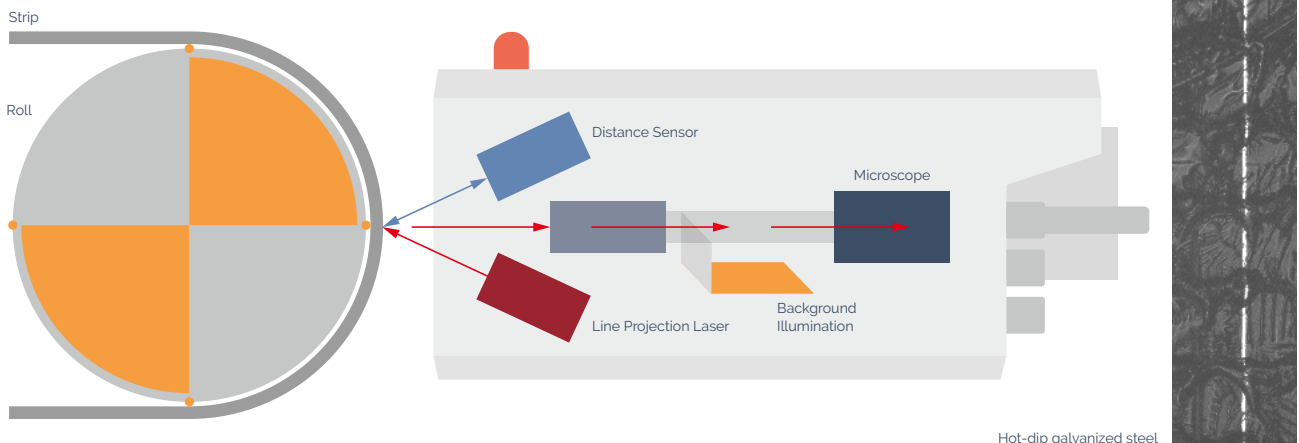 Strip
Roll
Distance Sensor
Microscope
Background
Illumination
Line Projection Laser
Hot-dip galvanized steel